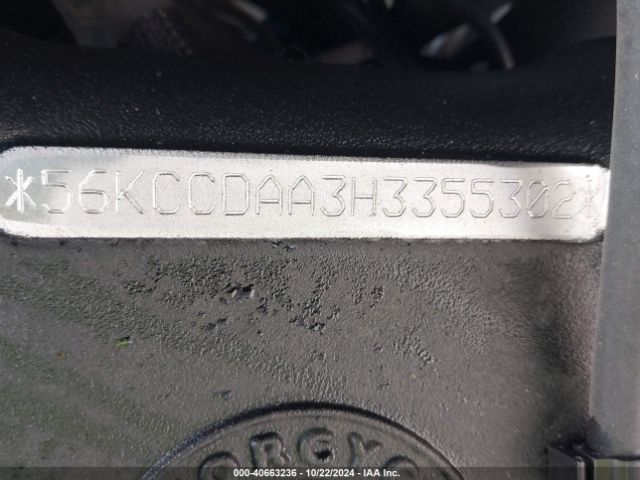 *56KCCDAA3H3355302*
000-40663236 - 10/22/2024 - IAA Inc.